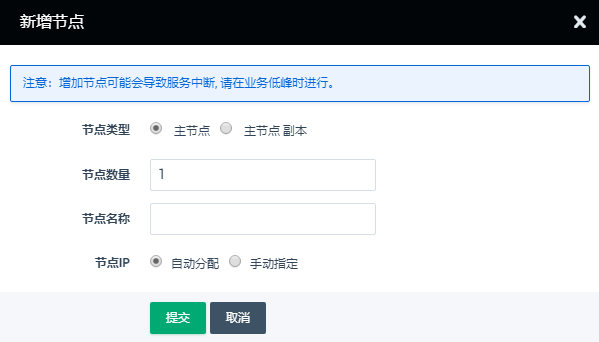 新增节点
注意：增加节点可能会导致服务中断, 请在业务低峰时进行。
节点类型 主节点 主节点 副本
节点数量 1
节点名称
节点IP 自动分配 手动指定
提交 取消